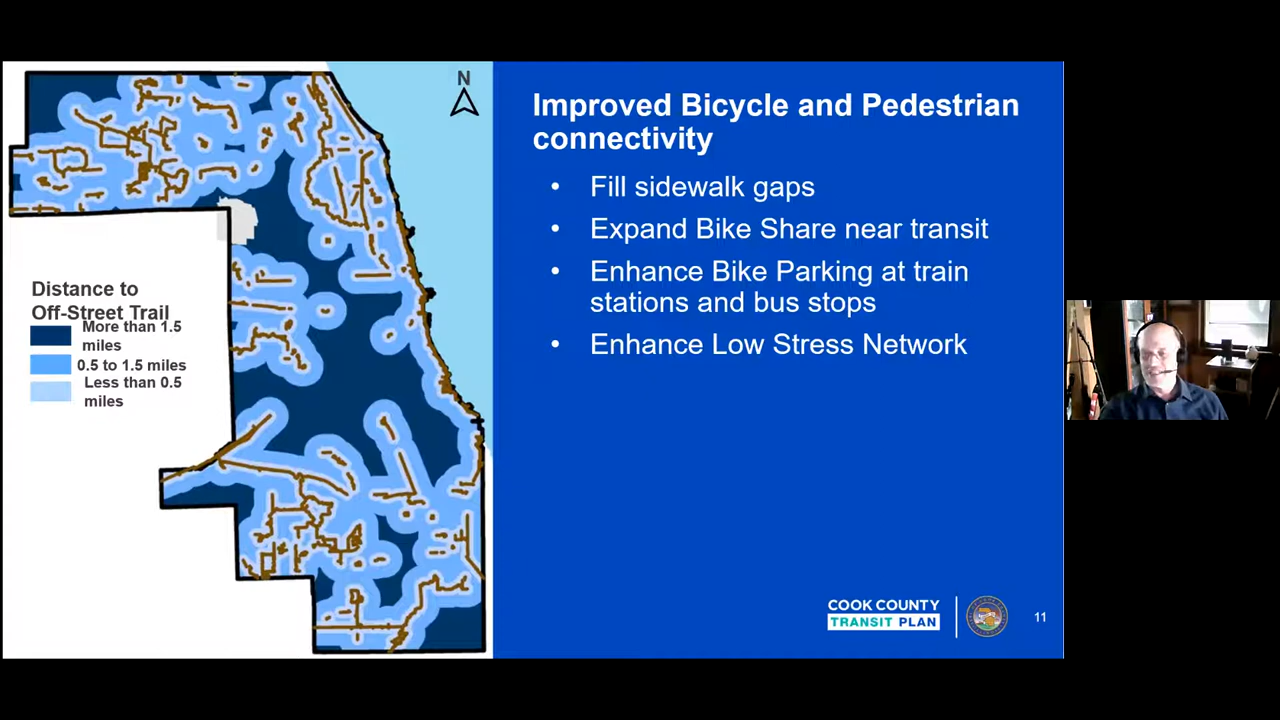 N
Distance to
Off-Street Trail
More than 1.5
miles
0.5 to 1.5 miles
Less than 0.5
miles
Improved Bicycle and Pedestrian
connectivity
• Fill sidewalk gaps
• Expand Bike Share near transit
• Enhance Bike Parking at train
stations and bus stops
• Enhance Low Stress Network
COOK COUNTY
TRANSIT PLAN
11